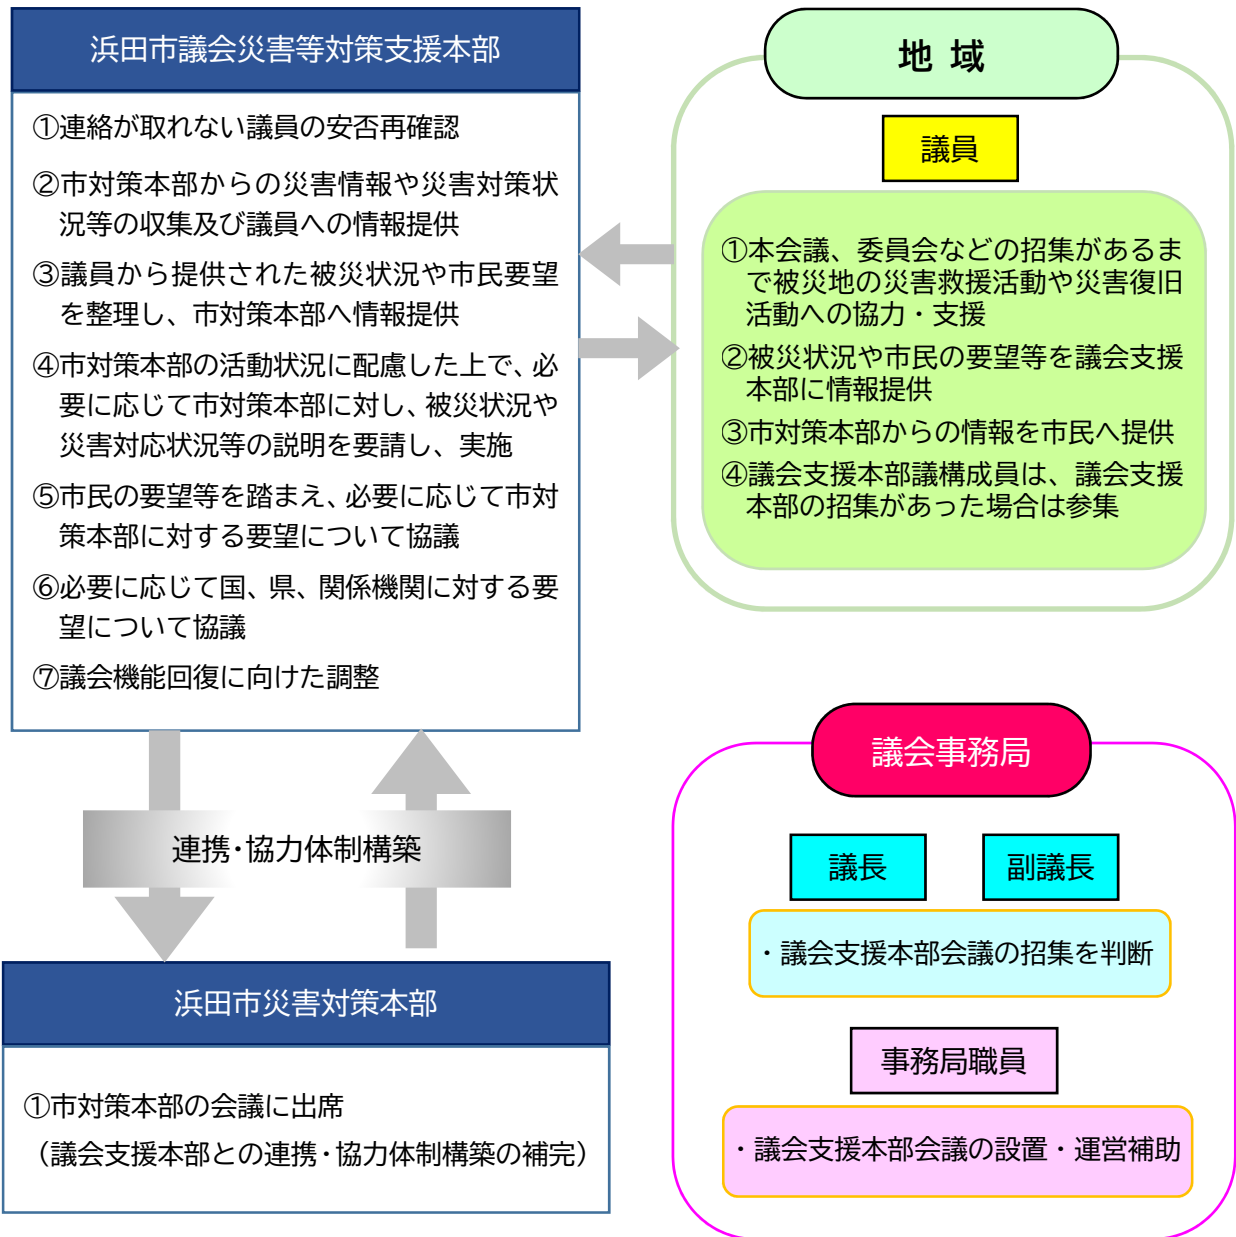 浜田市議会災害等対策支援本部
①連絡が取れない議員の安否再確認
②市対策本部からの災害情報や災害対策状
況等の収集及び議員への情報提供
③議員から提供された被災状況や市民要望
を整理し、市対策本部へ情報提供
④市対策本部の活動状況に配慮した上で、必
要に応じて市対策本部に対し、被災状況や
災害対応状況等の説明を要請し、実施
⑤市民の要望等を踏まえ、必要に応じて市対
策本部に対する要望について協議
⑥必要に応じて国、県、関係機関に対する要
望について協議
⑦議会機能回復に向けた調整
連携・協力体制構築
浜田市災害対策本部
①市対策本部の会議に出席
（議会支援本部との連携・協力体制構築の補完）
地 域
議員
①本会議、委員会などの招集があるま
で被災地の災害救援活動や災害復旧
活動への協力・支援
②被災状況や市民の要望等を議会支援
本部に情報提供
③市対策本部からの情報を市民へ提供
④議会支援本部議構成員は、議会支援
本部の招集があった場合は参集
議会事務局
議長
副議長
・議会支援本部会議の招集を判断
事務局職員
・議会支援本部会議の設置・運営補助